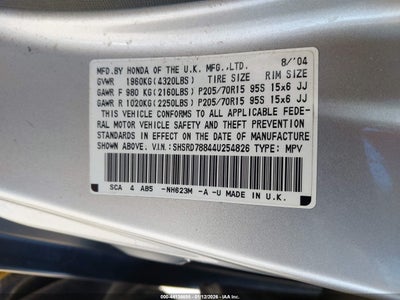 MFD.BY HONDA OF THE U.K. MFG.,LTD. 8/'04
GVWR 1960KG(4320LBS) TIRE SIZE RIM SIZE
GAWR F 980 KG(2160LBS) P205/70R15 95S 15x6 JJ
GAWR R 1020KG(2250LBS) P205/70R15 95S 15x6 JJ
THIS VEHICLE CONFORMS TO ALL APPLICABLE FEDE-
RAL MOTOR VEHICLE SAFETY AND THEFT PREVENTION
STANDARDS IN EFFECT ON THE DATE OF MANUFACTURE
SHOWN ABOVE. V.I.N.: SHSRD78844U254826 TYPE: MPV
SCA 4 AB5 -NH623M -A -U MADE IN U.K.